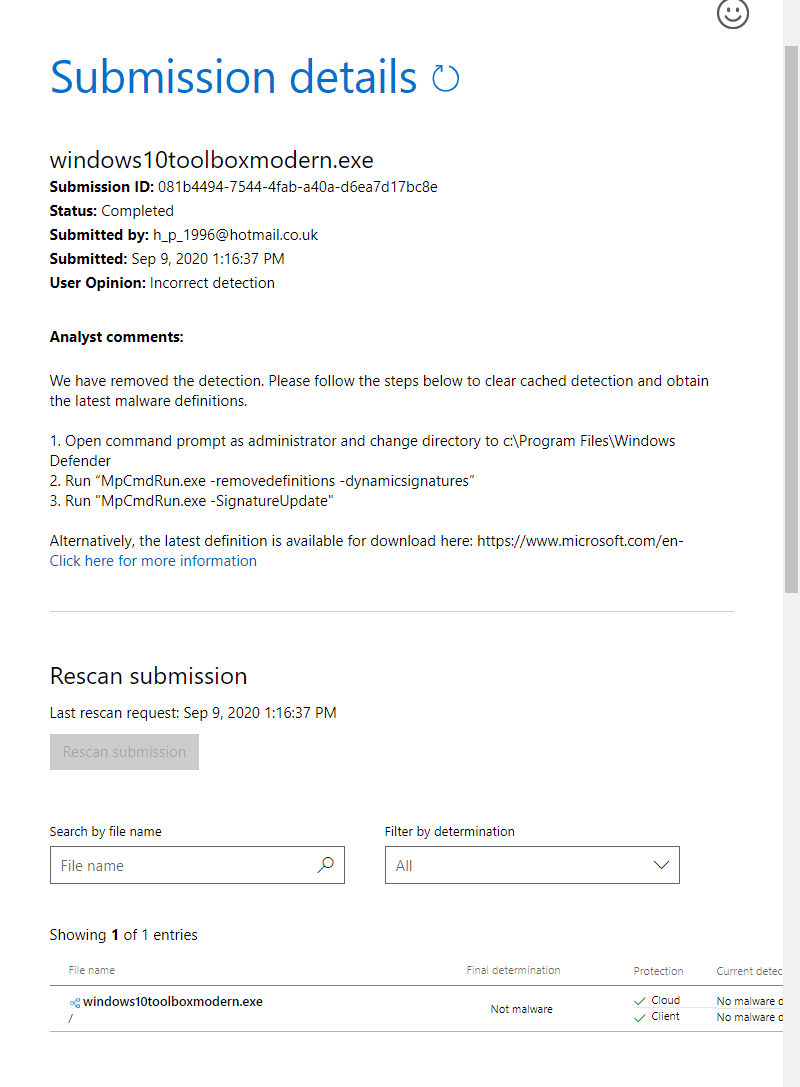 Submission details
windows10toolboxmodern.exe
Submission ID: 081b4494-7544-4fab-a40a-d6ea7d17bc8e
Status: Completed
Submitted by: h_p_1996@hotmail.co.uk
Submitted: Sep 9, 2020 1:16:37 PM
User Opinion: Incorrect detection
Analyst comments:
We have removed the detection. Please follow the steps below to clear cached detection and obtain
the latest malware definitions.
1. Open command prompt as administrator and change directory to c:\Program Files\Windows
Defender
2. Run “MpCmdRun.exe -removedefinitions -dynamicsignatures”
3. Run "MpCmdRun.exe -SignatureUpdate"
Alternatively, the latest definition is available for download here: https://www.microsoft.com/en-
Click here for more information
Rescan submission
Last rescan request: Sep 9, 2020 1:16:37 PM
Rescan submission
Search by file name Filter by determination
File name All
Showing 1 of 1 entries
File name Final determination Protection Current detec
windows10toolboxmodern.exe Not malware Cloud No malware d
/ Client No malware d